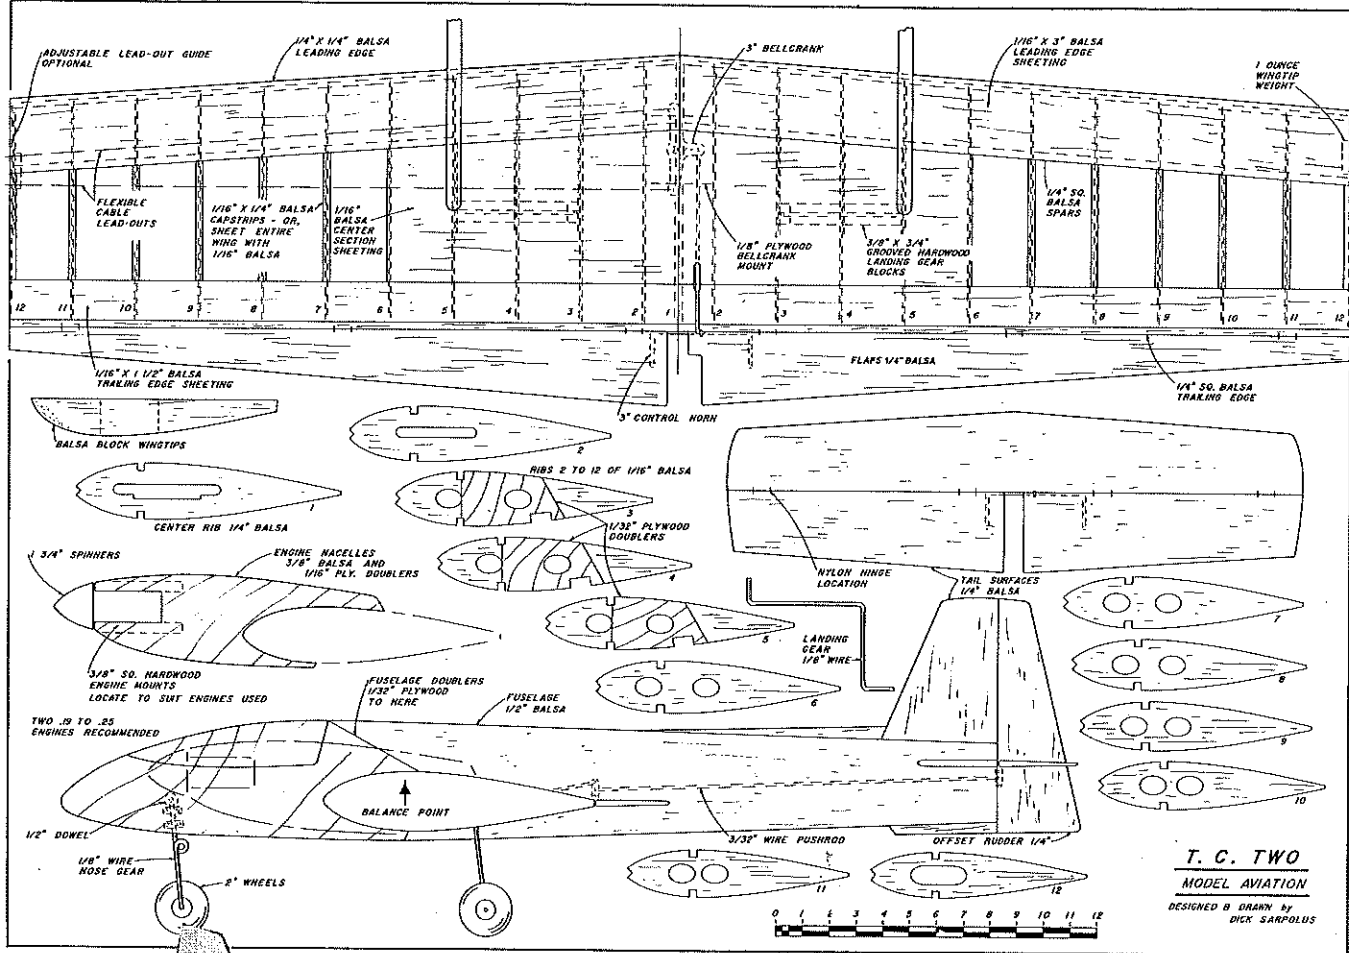 ADJUSTABLE LEAD-OUT GUIDE
OPTIONAL
1/4" X 1/4" BALSA
LEADING EDGE
3" BELLCRANK
1/16" X 3" BALSA
LEADING EDGE
SHEETING
1 OUNCE
WINGTIP
WEIGHT
FLEXIBLE
CABLE
LEAD-OUTS
1/16" X 1/4" BALSA
CAPSTRIPS - OR,
SHEET ENTIRE
WING WITH
1/16" BALSA
1/16"
BALSA
CENTER
SECTION
SHEETING
1/8" PLYWOOD
BELLCRANK
MOUNT
3/8" X 3/4"
GROOVED HARDWOOD
LANDING GEAR
BLOCKS
1/4" SQ.
BALSA
SPARS
12 11 10 9 8 7 6 5 4 3 2 1 2 3 4 5 6 7 8 9 10 11 12
1/16" X 1 1/2" BALSA
TRAILING EDGE SHEETING
FLAPS 1/4" BALSA
1/4" SQ. BALSA
TRAILING EDGE
3" CONTROL HORN
BALSA BLOCK WINGTIPS
2
RIBS 2 TO 12 OF 1/16" BALSA
1
CENTER RIB 1/4" BALSA
3
1/32" PLYWOOD
DOUBLERS
4
1 3/4" SPINNERS
ENGINE NACELLES
3/8" BALSA AND
1/16" PLY. DOUBLERS
NYLON HINGE
LOCATION
TAIL SURFACES
1/4" BALSA
5
7
LANDING
GEAR
1/8" WIRE
3/8" SQ. HARDWOOD
ENGINE MOUNTS
LOCATE TO SUIT ENGINES USED
FUSELAGE DOUBLERS
1/32" PLYWOOD
TO HERE
FUSELAGE
1/2" BALSA
6
8
TWO .19 TO .25
ENGINES RECOMMENDED
9
BALANCE POINT
10
1/2" DOWEL
3/32" WIRE PUSHROD
OFFSET RUDDER 1/4"
1/8" WIRE
NOSE GEAR
2" WHEELS
11
12
T. C. TWO
MODEL AVIATION
DESIGNED & DRAWN by
DICK SARPOLUS
0 1 2 3 4 5 6 7 8 9 10 11 12